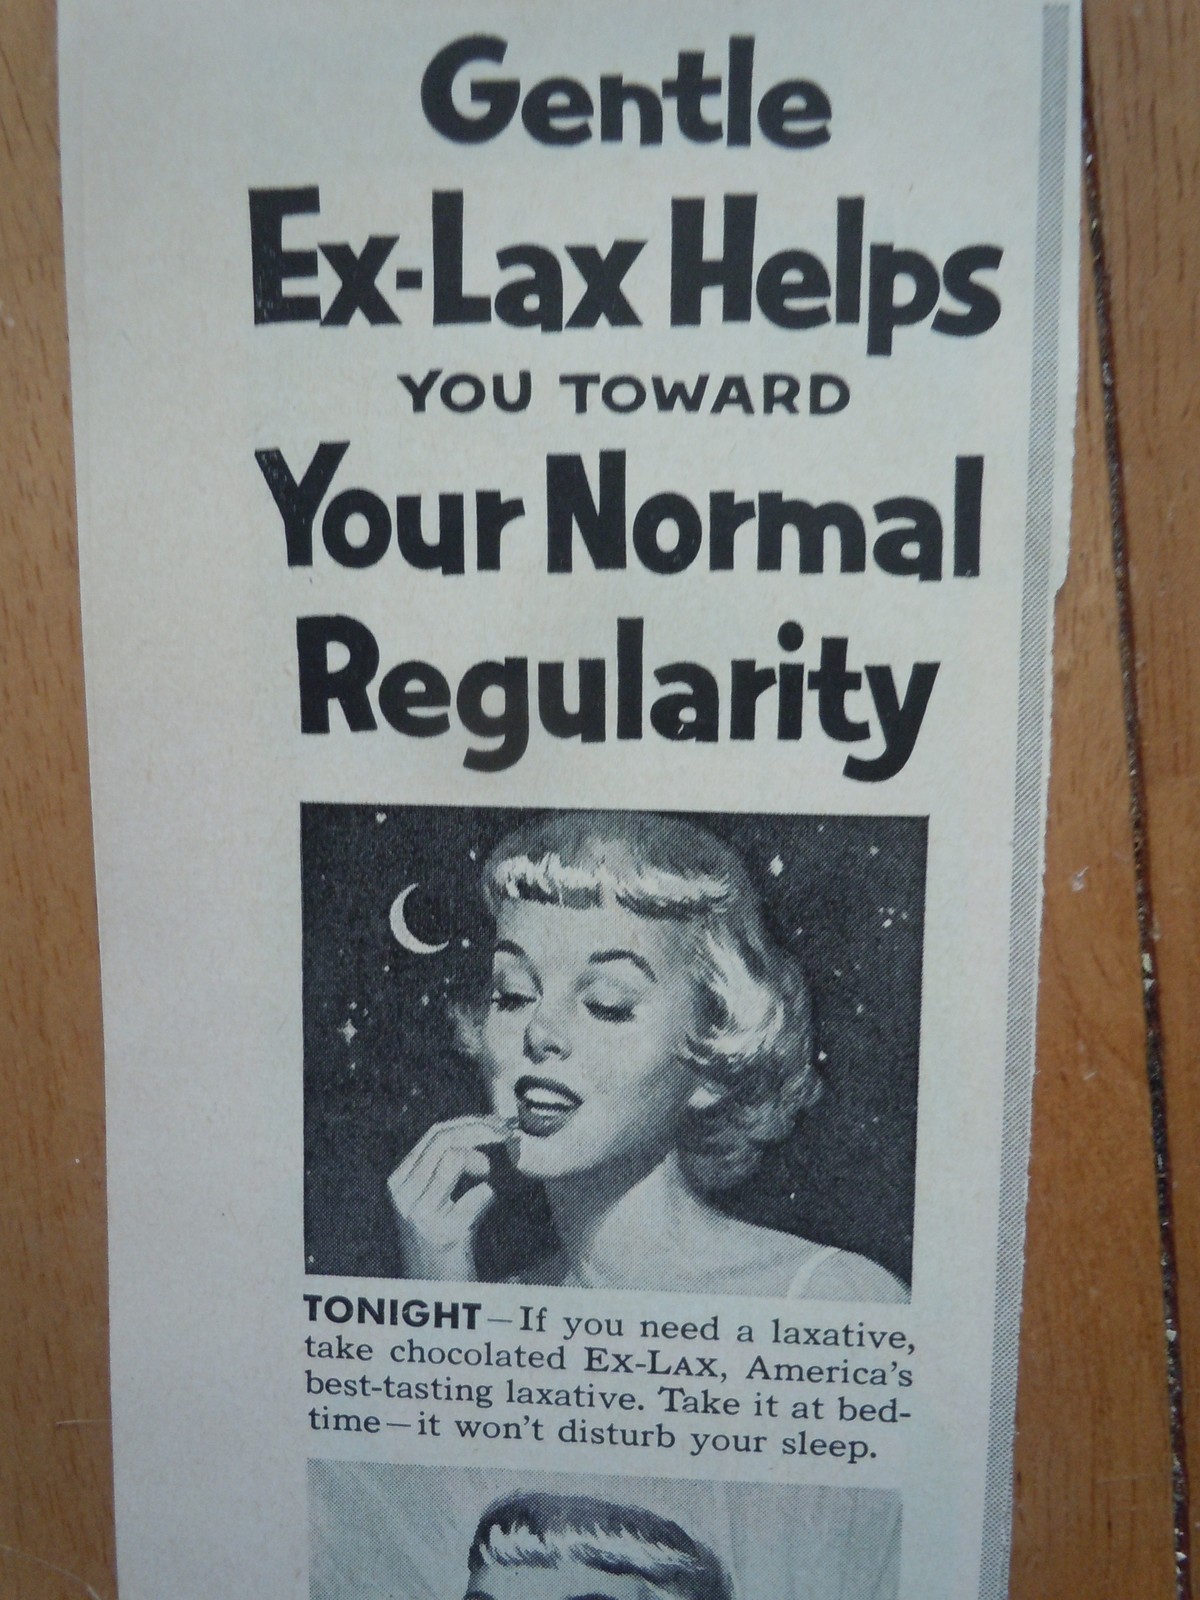 Gentle
Ex-Lax Helps
YOU TOWARD
Your Normal
Regularity
TONIGHT—If you need a laxative,
take chocolated EX-LAX, America's
best-tasting laxative. Take it at bed-
time—it won't disturb your sleep.